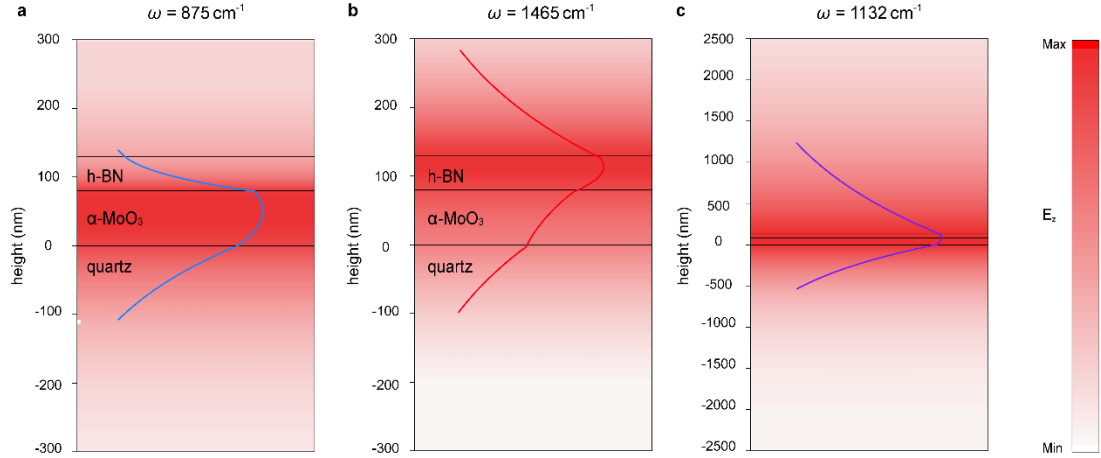 a
ω = 875 cm-1
height (nm)
300
200
100
0
-100
-200
-300
h-BN
α-MoO3
quartz
b
ω = 1465 cm-1
height (nm)
300
200
100
0
-100
-200
-300
h-BN
α-MoO3
quartz
c
ω = 1132 cm-1
height (nm)
2500
2000
1500
1000
500
0
-500
-1000
-1500
-2000
-2500
Max
Ez
Min